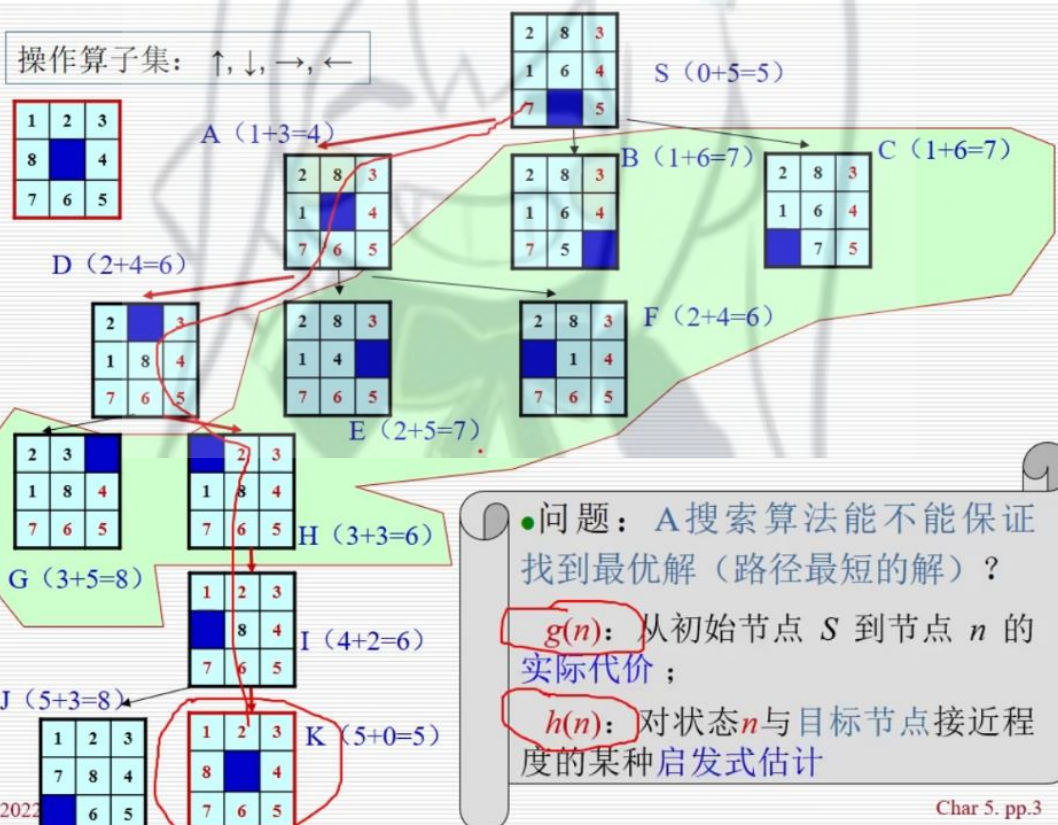 操作算子集： ↑, ↓, →, ←
1 2 3
8 4
7 6 5
2 8 3
1 6 4
7 5
S（0+5=5）
A（1+3=4）
2 8 3
1 4
7 6 5
B（1+6=7）
2 8 3
1 6 4
7 5
C（1+6=7）
2 8 3
1 6 4
7 5
D（2+4=6）
2 3
1 8 4
7 6 5
2 8 3
1 4
7 6 5
E（2+5=7）
2 8 3
1 4
7 6 5
F（2+4=6）
2 3
1 8 4
7 6 5
G（3+5=8）
2 3
1 8 4
7 6 5
H（3+3=6）
1 2 3
8 4
7 6 5
I（4+2=6）
J（5+3=8）
1 2 3
7 8 4
6 5
1 2 3
8 4
7 6 5
K（5+0=5）
●问题： A搜索算法能不能保证
找到最优解（路径最短的解）？
g(n)： 从初始节点 S 到节点 n 的
实际代价；
h(n)： 对状态n与目标节点接近程
度的某种启发式估计
2022
Char 5. pp.3